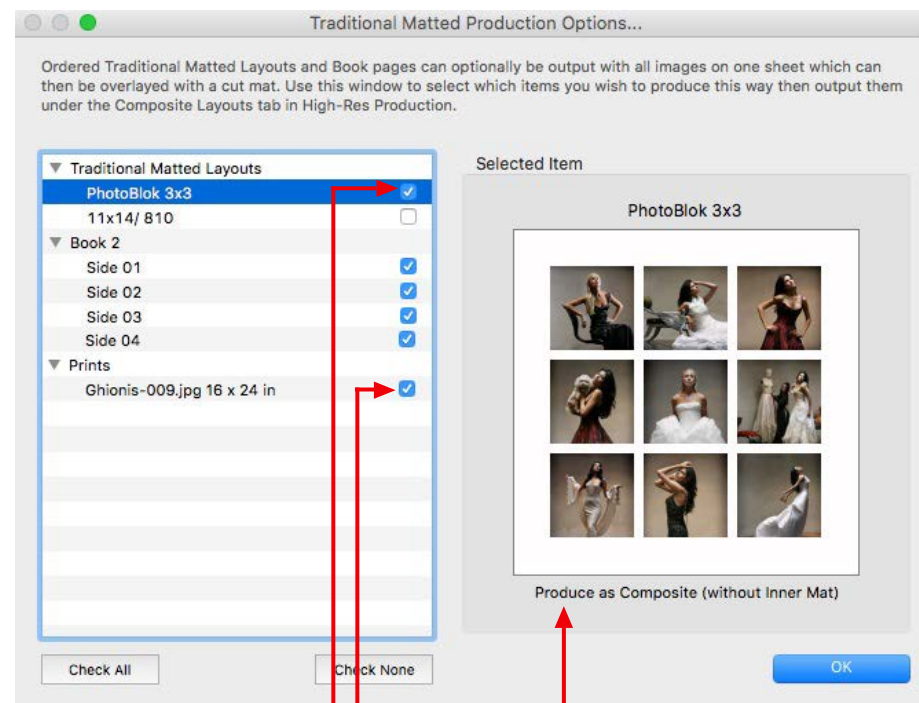 Traditional Matted Production Options...
Ordered Traditional Matted Layouts and Book pages can optionally be output with all images on one sheet which can
then be overlayed with a cut mat. Use this window to select which items you wish to produce this way then output them
under the Composite Layouts tab in High-Res Production.
Traditional Matted Layouts
PhotoBlok 3x3
11x14/ 810
Book 2
Side 01
Side 02
Side 03
Side 04
Prints
Ghionis-009.jpg 16 x 24 in
Check All
Check None
Selected Item
PhotoBlok 3x3
Produce as Composite (without Inner Mat)
OK